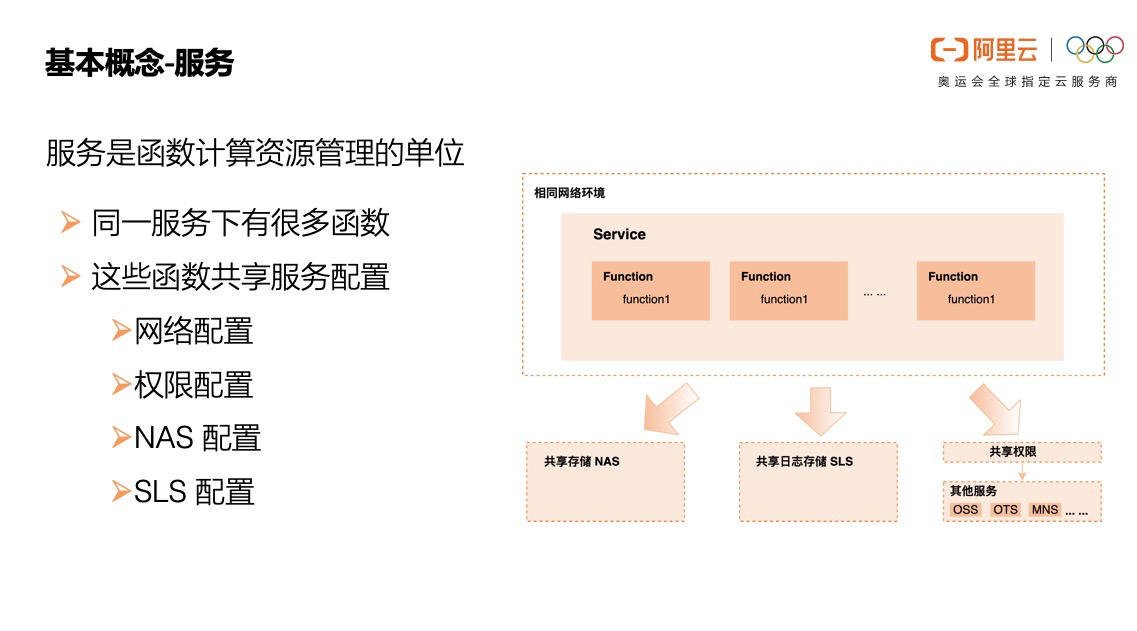 基本概念-服务
阿里云
奥运会全球指定云服务商
服务是函数计算资源管理的单位
同一服务下有很多函数
这些函数共享服务配置
网络配置
权限配置
NAS 配置
SLS 配置
相同网络环境
Service
Function
function1
Function
function1
... ...
Function
function1
共享存储 NAS
共享日志存储 SLS
共享权限
其他服务
OSS OTS MNS ... ...